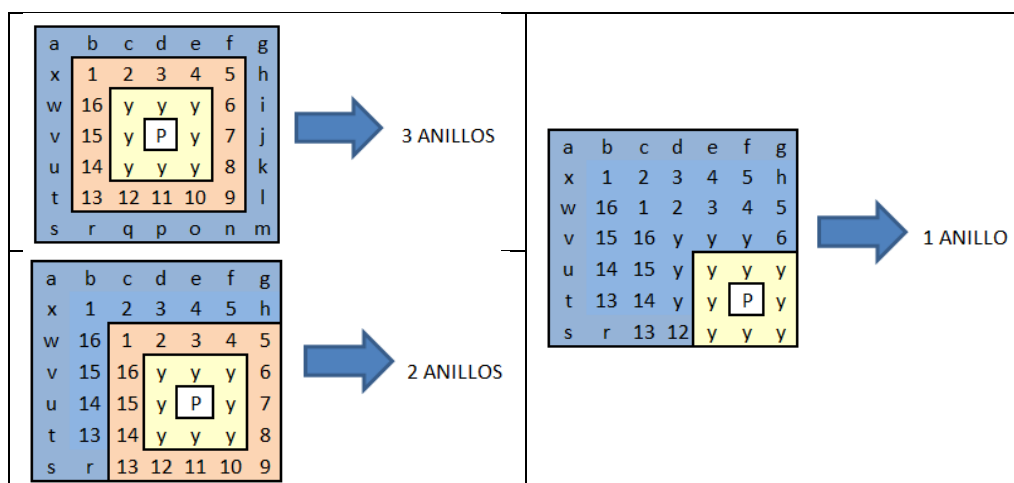 a b c d e f g
x 1 2 3 4 5 h
w 16 y y y 6 i
v 15 y P y 7 j
u 14 y y y 8 k
t 13 12 11 10 9 l
s r q p o n m
3 ANILLOS
a b c d e f g
x 1 2 3 4 5 h
w 16 1 2 3 4 5
v 15 16 y y y 6
u 14 15 y P y 7
t 13 14 y y y 8
s r 13 12 11 10 9
2 ANILLOS
a b c d e f g
x 1 2 3 4 5 h
w 16 1 2 3 4 5
v 15 16 y y y 6
u 14 15 y y y y
t 13 14 y y P y
s r 13 12 y y y
1 ANILLO